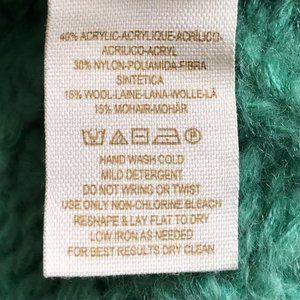 40% ACRYLIC-ACRYLIQUE-ACRÍLICO-
ACRILICO-ACRYL
30% NYLON-POLIAMIDA-FIBRA
SINTÉTICA
15% WOOL-LAINE-LANA-WOLLE-LÃ
15% MOHAIR-MOHÄR
HAND WASH COLD
MILD DETERGENT
DO NOT WRING OR TWIST
USE ONLY NON-CHLORINE BLEACH
RESHAPE & LAY FLAT TO DRY
LOW IRON AS NEEDED
FOR BEST RESULTS DRY CLEAN